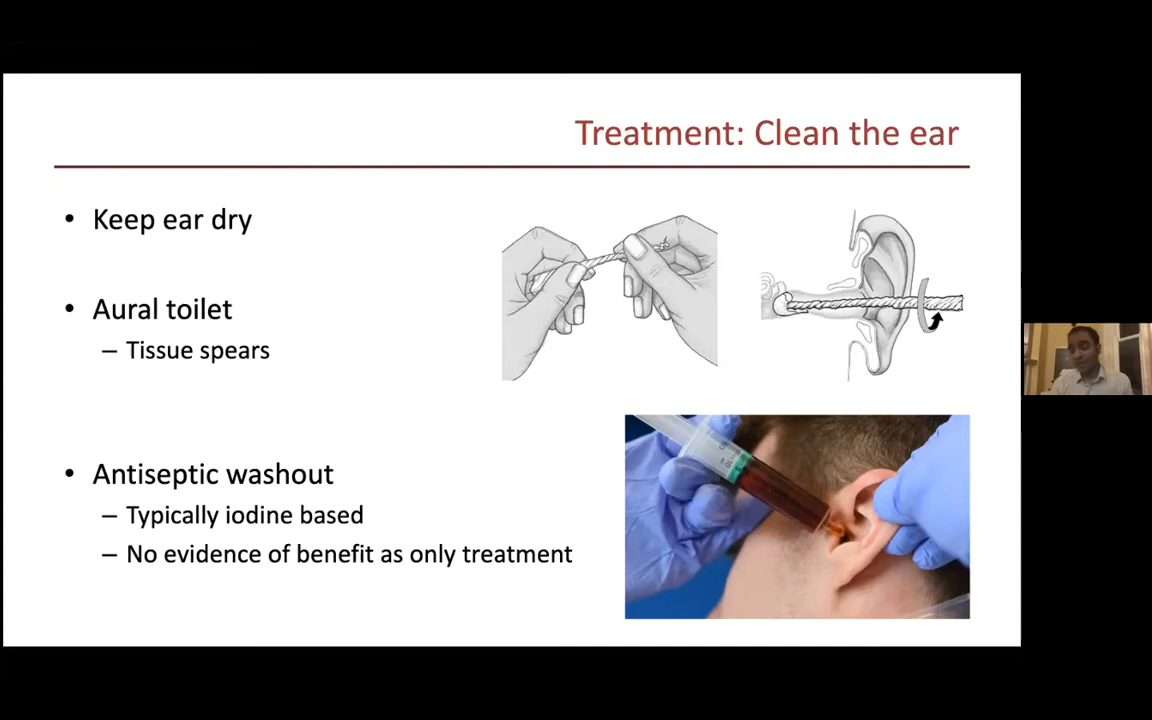 Treatment: Clean the ear
• Keep ear dry
• Aural toilet
– Tissue spears
• Antiseptic washout
– Typically iodine based
– No evidence of benefit as only treatment